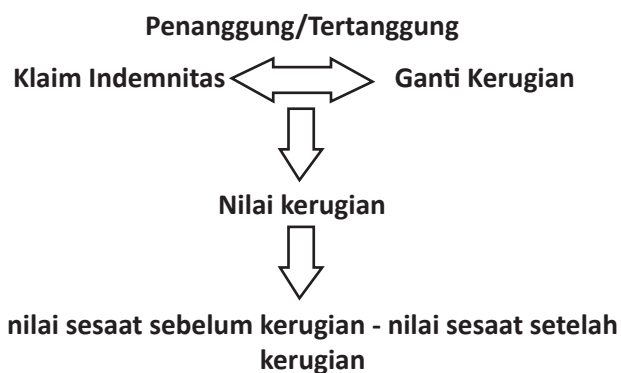 Penanggung/Tertanggung
Klaim Indemnitas Ganti Kerugian
Nilai kerugian
nilai sesaat sebelum kerugian - nilai sesaat setelah
kerugian